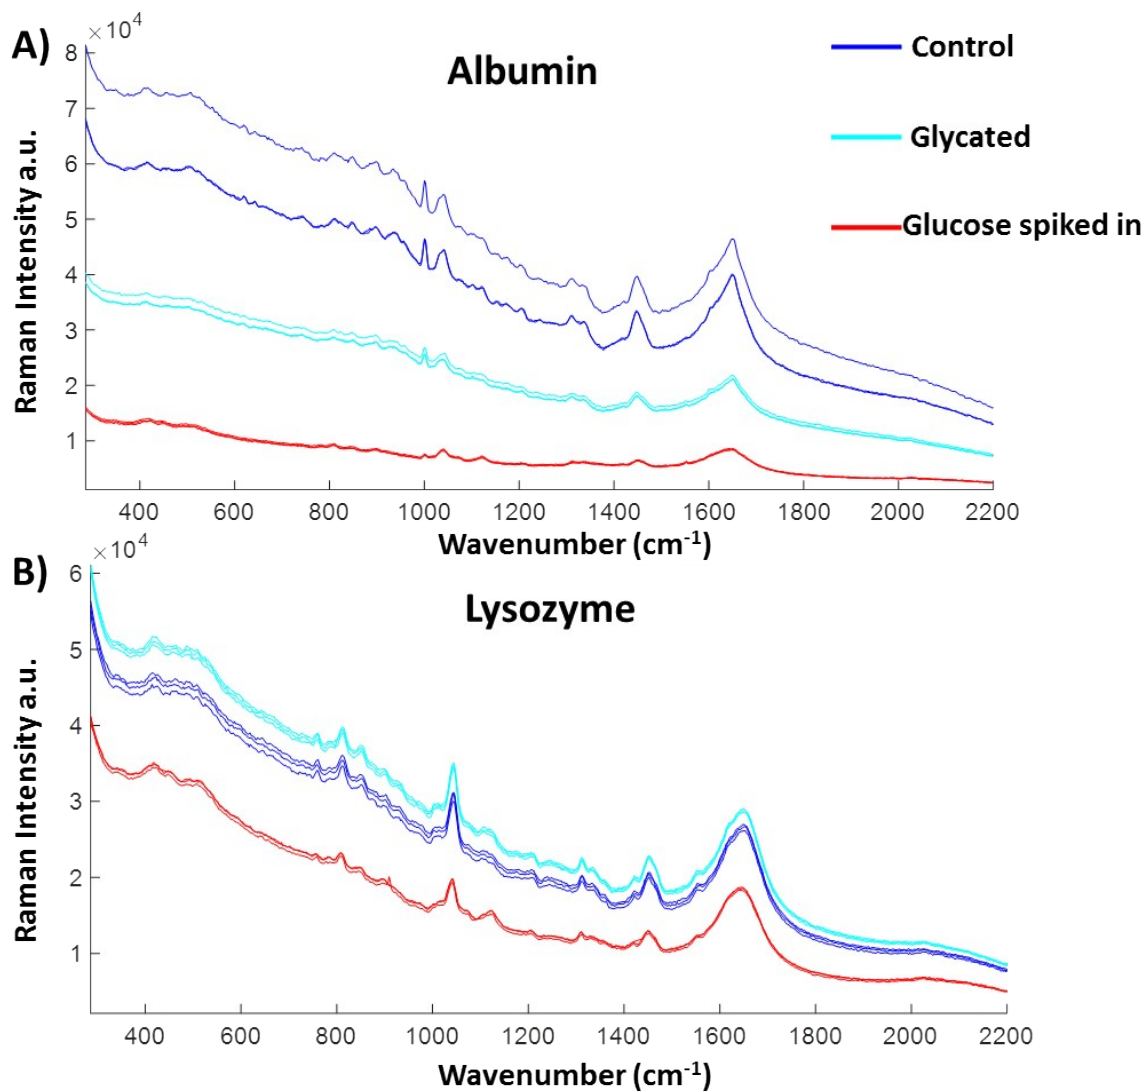 A)
×10⁴
Albumin
Control
Glycated
Glucose spiked in
Raman Intensity a.u.
8
7
6
5
4
3
2
1
400 600 800 1000 1200 1400 1600 1800 2000 2200
Wavenumber (cm⁻¹)
B)
×10⁴
Lysozyme
Raman Intensity a.u.
6
5
4
3
2
1
400 600 800 1000 1200 1400 1600 1800 2000 2200
Wavenumber (cm⁻¹)